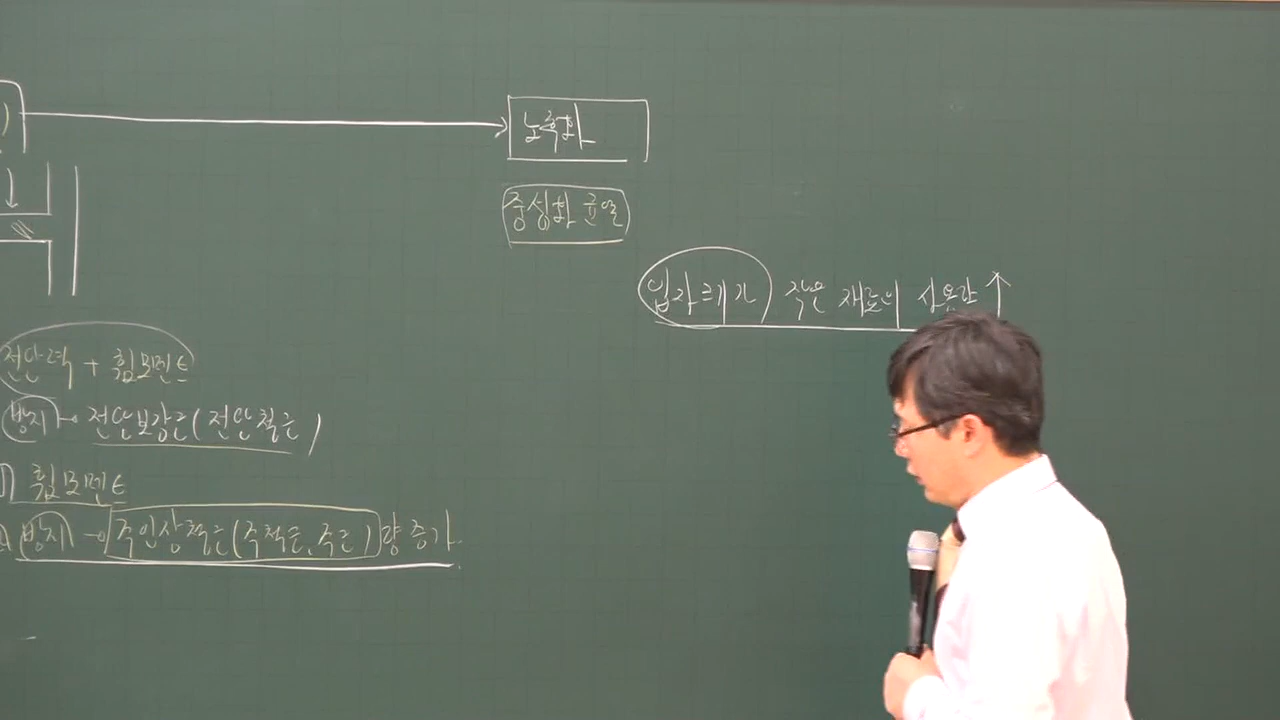 노후화
중성화 균열
입자크기가 작은 재료의 사용량 ↑
전단력 + 휨모멘트
방지 → 전단보강근(전단철근)
휨모멘트
방지 → 주인장철근(주철근, 주근)량 증가